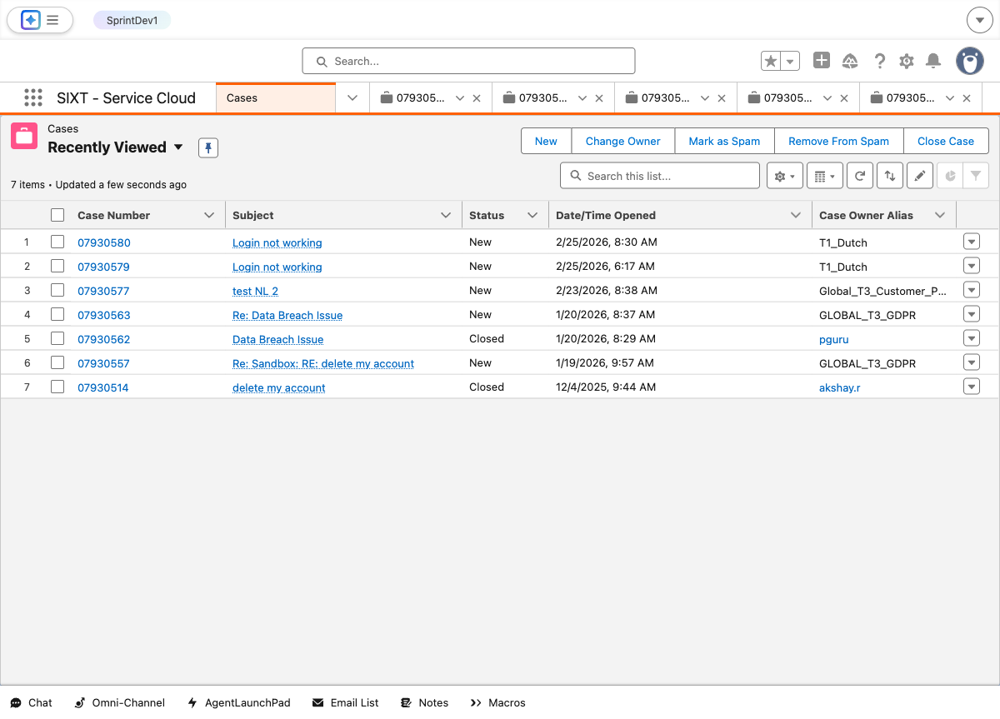 SprintDev1
Search...
SIXT - Service Cloud
Cases
079305...
079305...
079305...
079305...
079305...
Cases
Recently Viewed
New
Change Owner
Mark as Spam
Remove From Spam
Close Case
7 items • Updated a few seconds ago
Search this list...
Case Number Subject Status Date/Time Opened Case Owner Alias
1 07930580 Login not working New 2/25/2026, 8:30 AM T1_Dutch
2 07930579 Login not working New 2/25/2026, 6:17 AM T1_Dutch
3 07930577 test NL 2 New 2/23/2026, 8:38 AM Global_T3_Customer_P...
4 07930563 Re: Data Breach Issue New 1/20/2026, 8:37 AM GLOBAL_T3_GDPR
5 07930562 Data Breach Issue Closed 1/20/2026, 8:29 AM pguru
6 07930557 Re: Sandbox: RE: delete my account New 1/19/2026, 9:57 AM GLOBAL_T3_GDPR
7 07930514 delete my account Closed 12/4/2025, 9:44 AM akshay.r
Chat
Omni-Channel
AgentLaunchPad
Email List
Notes
Macros